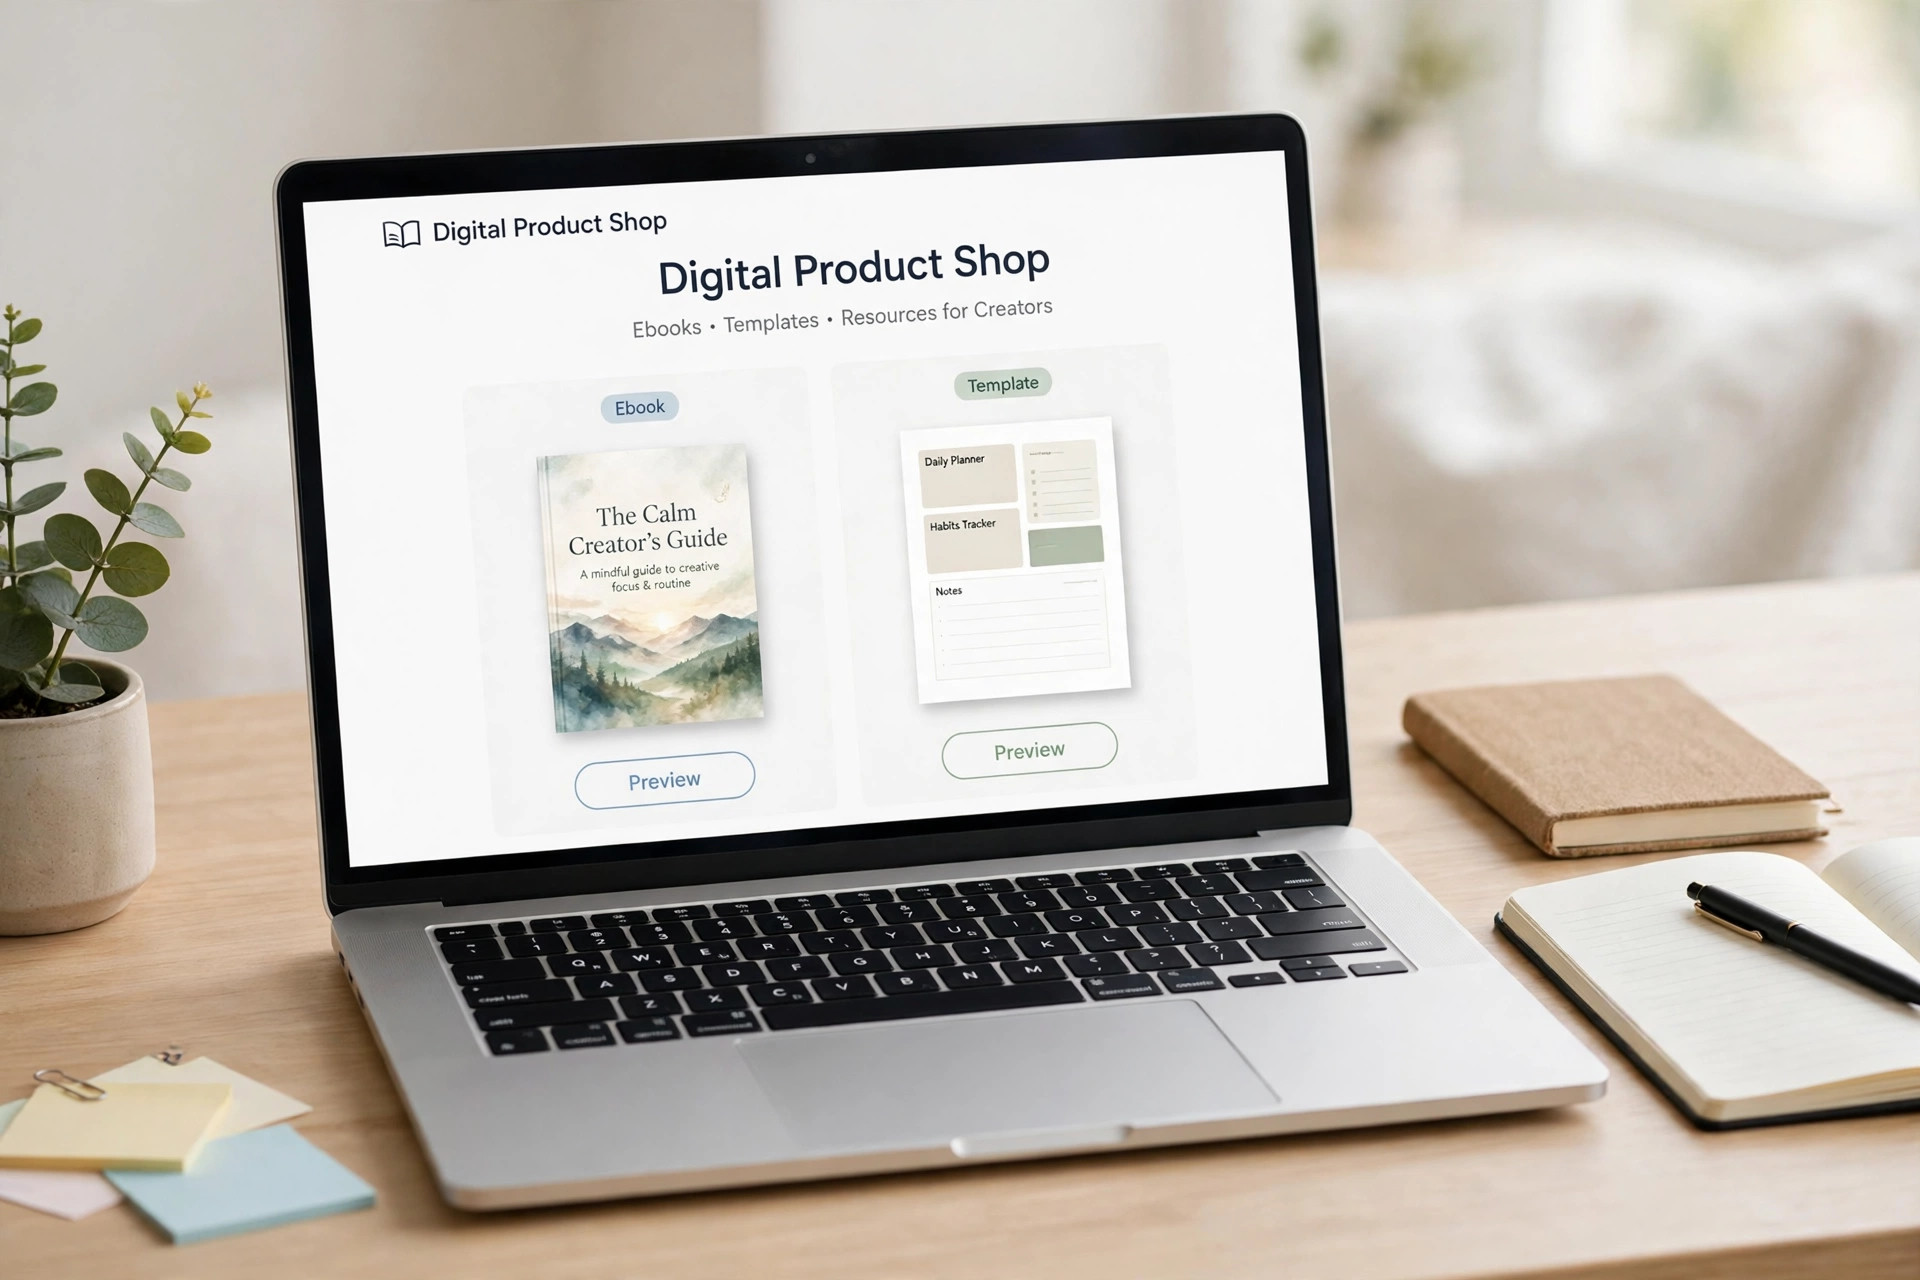 Digital Product Shop
Digital Product Shop
Ebooks • Templates • Resources for Creators
Ebook
The Calm
Creator's Guide
A mindful guide to creative
focus & routine
Preview
Template
Daily Planner
Habits Tracker
Notes
Preview